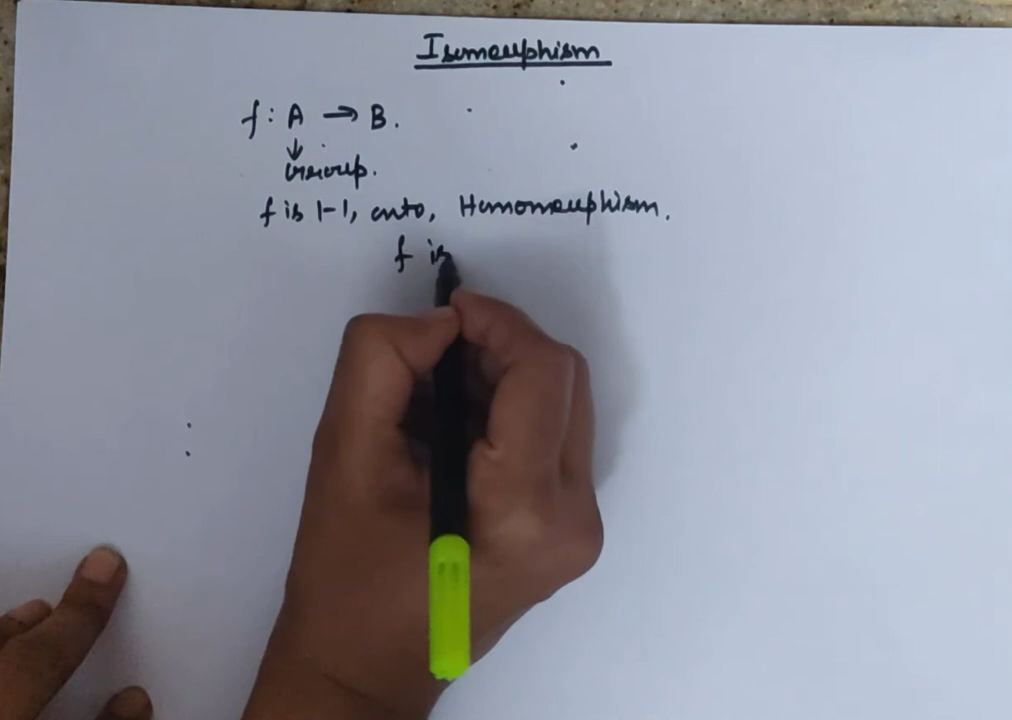 Isomorphism
f: A → B.
↓
Group.
f is 1-1, onto, Homomorphism.
f is